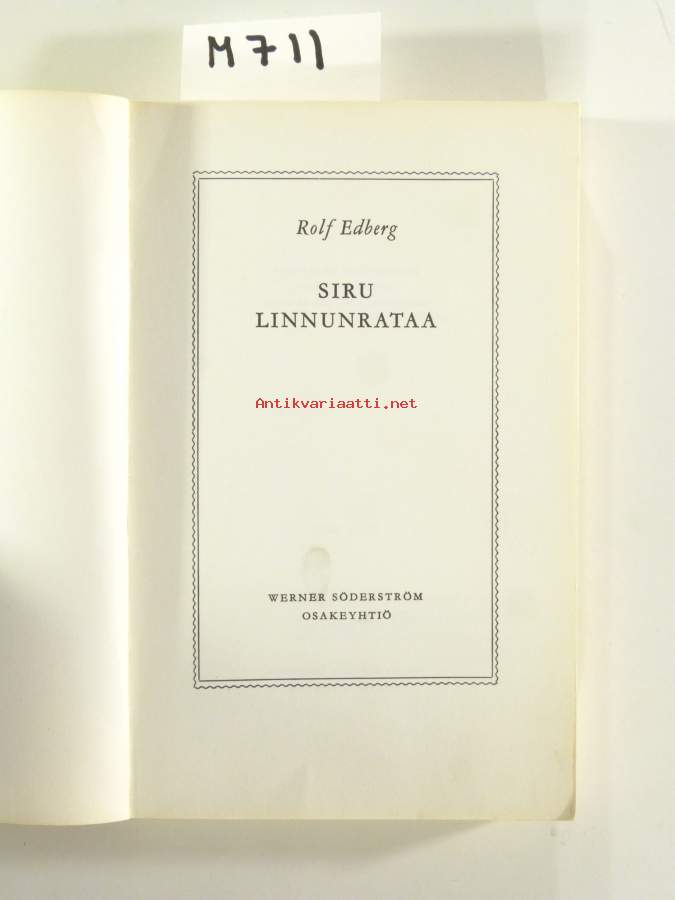 M711
Rolf Edberg
SIRU
LINNUNRATAA
Antikvariaatti.net
WERNER SÖDERSTRÖM
OSAKEYHTIÖ